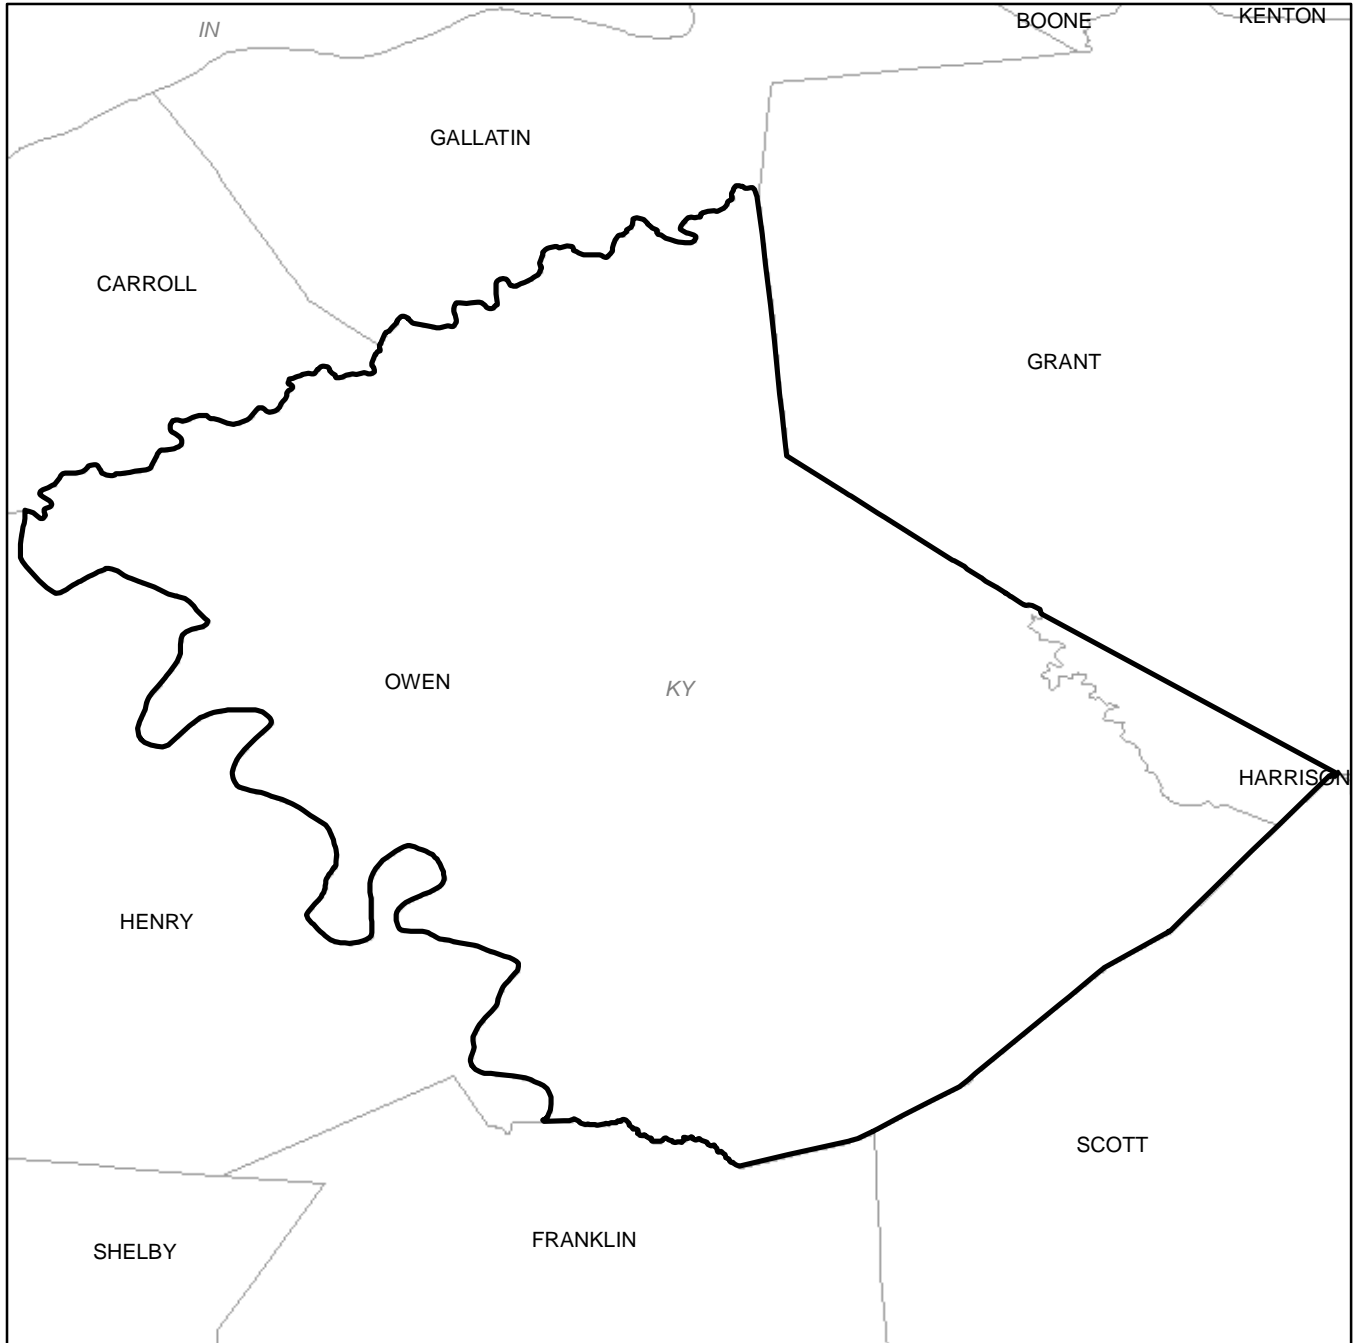 KENTON
BOONE
IN
GALLATIN
CARROLL
GRANT
OWEN
KY
HARRISON
HENRY
SCOTT
FRANKLIN
SHELBY